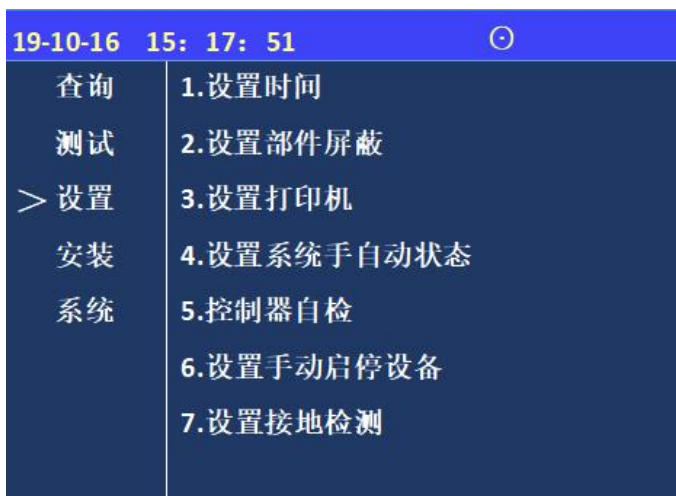 19-10-16 15：17：51
查询 1.设置时间
测试 2.设置部件屏蔽
＞设置 3.设置打印机
安装 4.设置系统手自动状态
系统 5.控制器自检
6.设置手动启停设备
7.设置接地检测